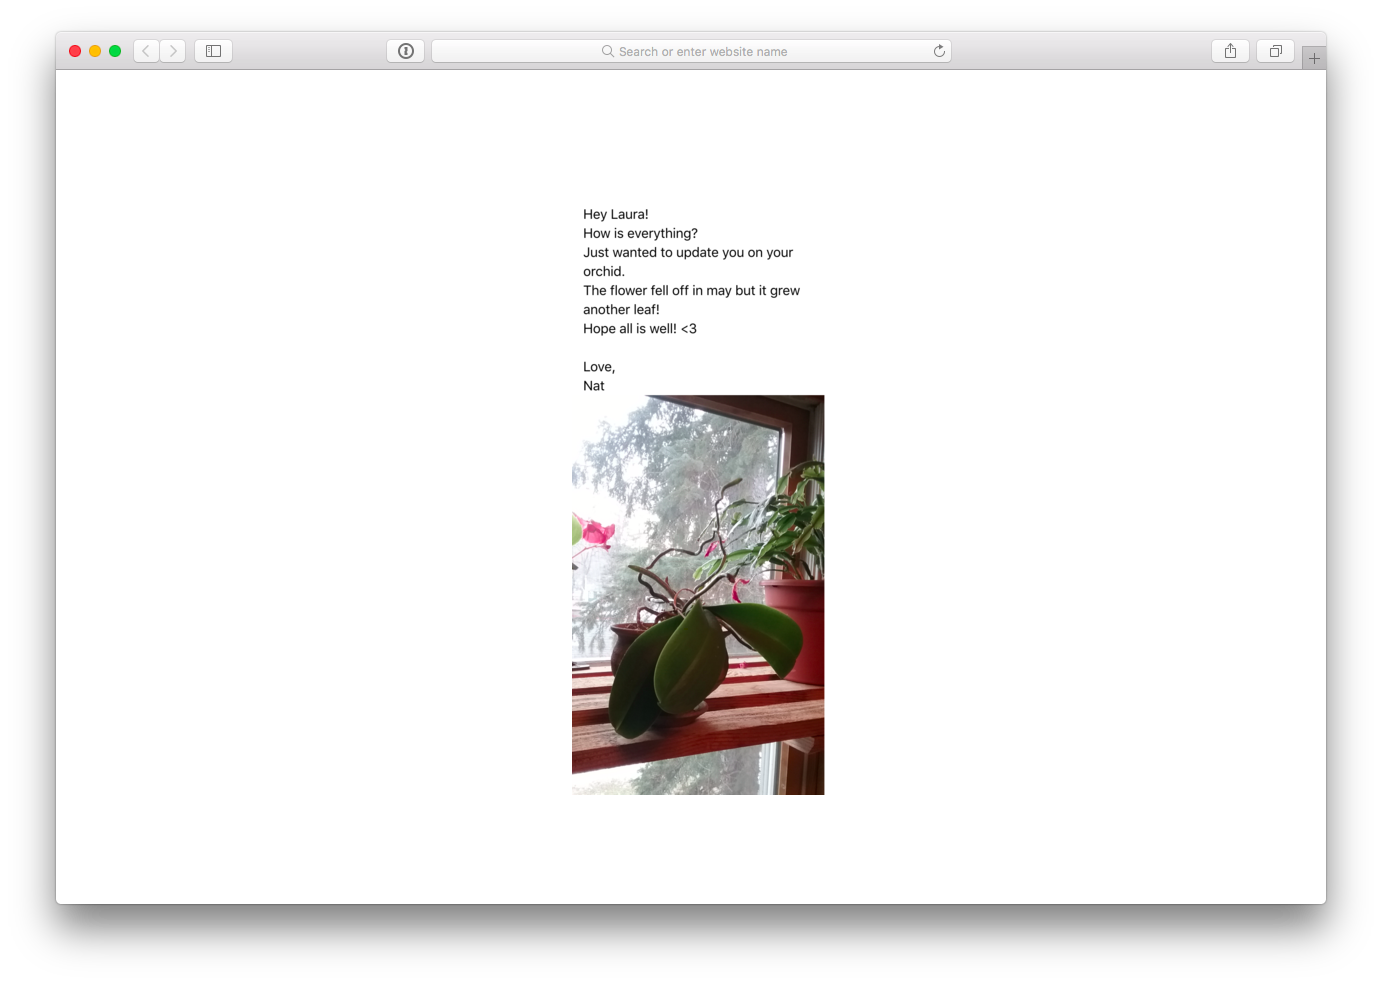 Search or enter website name
Hey Laura!
How is everything?
Just wanted to update you on your
orchid.
The flower fell off in may but it grew
another leaf!
Hope all is well! <3
Love,
Nat